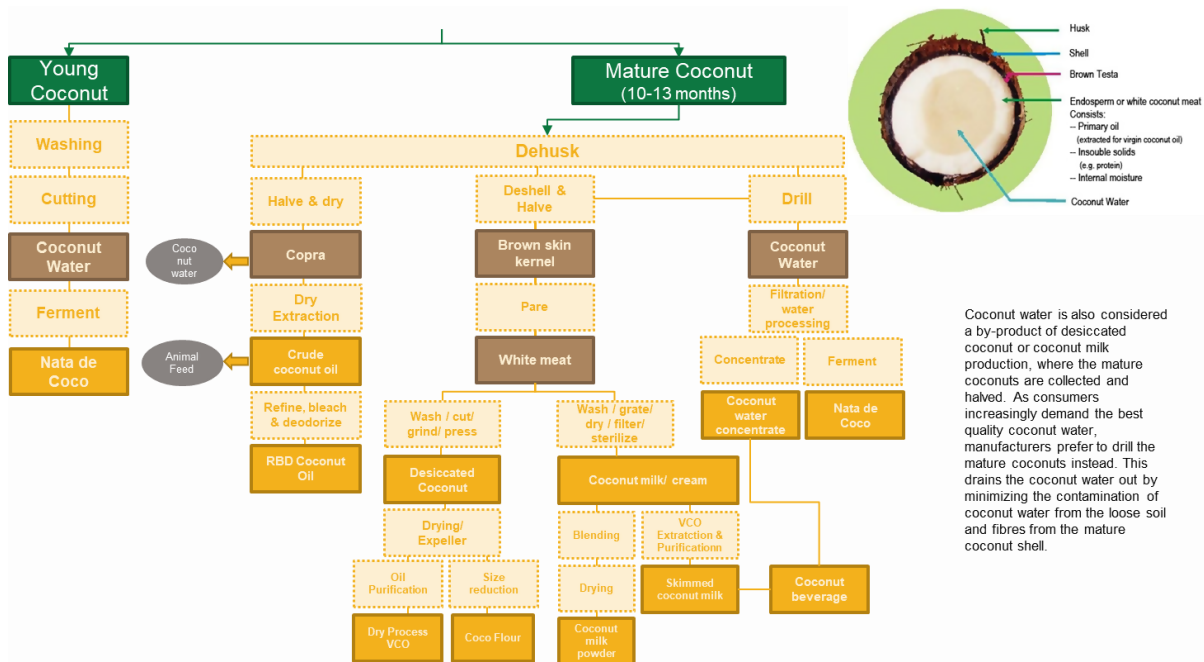 Young
Coconut
Washing
Cutting
Coconut
Water
Ferment
Nata de
Coco
Mature Coconut
(10-13 months)
Dehusk
Halve & dry
Copra
Coco
nut
water
Dry
Extraction
Crude
coconut oil
Animal
Feed
Refine, bleach
& deodorize
RBD Coconut
Oil
Deshell &
Halve
Brown skin
kernel
Pare
White meat
Wash / cut/
grind/ press
Desiccated
Coconut
Drying/
Expeller
Oil
Purification
Dry Process
VCO
Size
reduction
Coco Flour
Wash / grate/
dry / filter/
sterilize
Coconut milk/ cream
Blending
Drying
Coconut
milk
powder
VCO
Extratction &
Purificationn
Skimmed
coconut milk
Coconut
beverage
Drill
Coconut
Water
Filtration/
water
processing
Concentrate
Coconut
water
concentrate
Ferment
Nata de
Coco
Husk
Shell
Brown Testa
Endosperm or white coconut meat
Consists:
-- Primary oil
(extracted for virgin coconut oil)
-- Insouble solids
(e.g. protein)
-- Internal moisture
Coconut Water
Coconut water is also considered
a by-product of desiccated
coconut or coconut milk
production, where the mature
coconuts are collected and
halved. As consumers
increasingly demand the best
quality coconut water,
manufacturers prefer to drill the
mature coconuts instead. This
drains the coconut water out by
minimizing the contamination of
coconut water from the loose soil
and fibres from the mature
coconut shell.